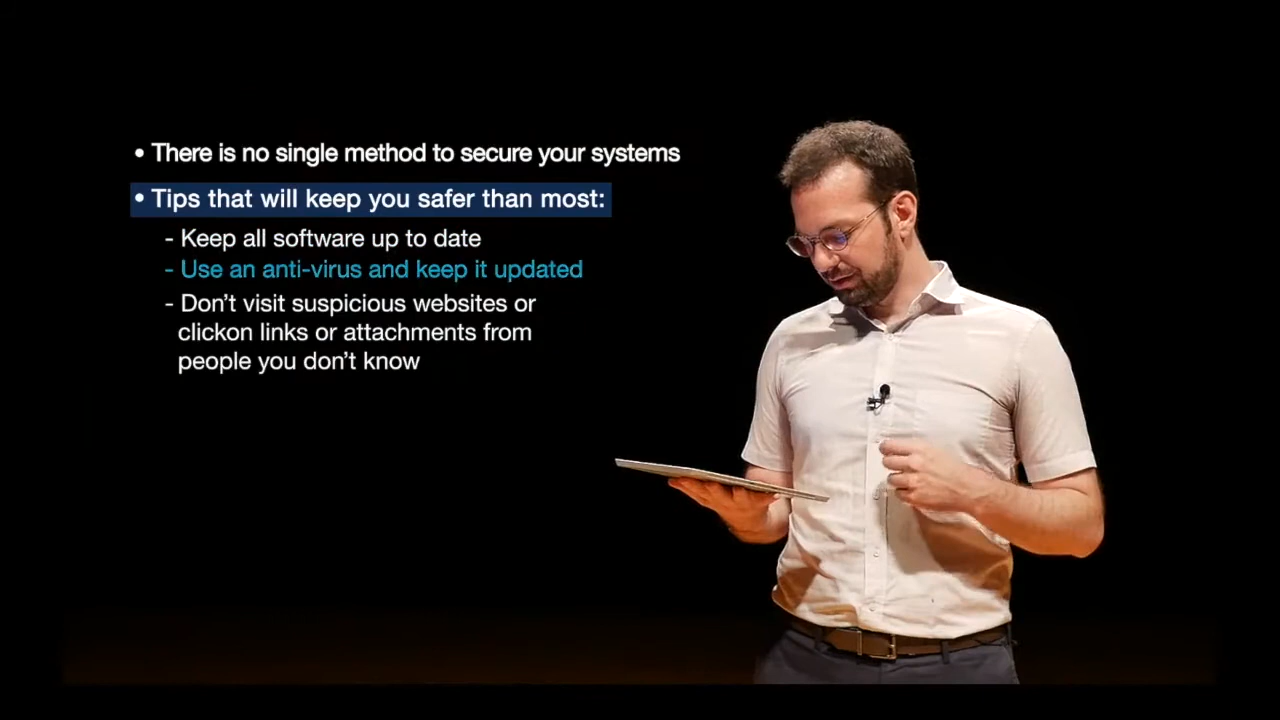 • There is no single method to secure your systems
• Tips that will keep you safer than most:
- Keep all software up to date
- Use an anti-virus and keep it updated
- Don't visit suspicious websites or
clickon links or attachments from
people you don't know